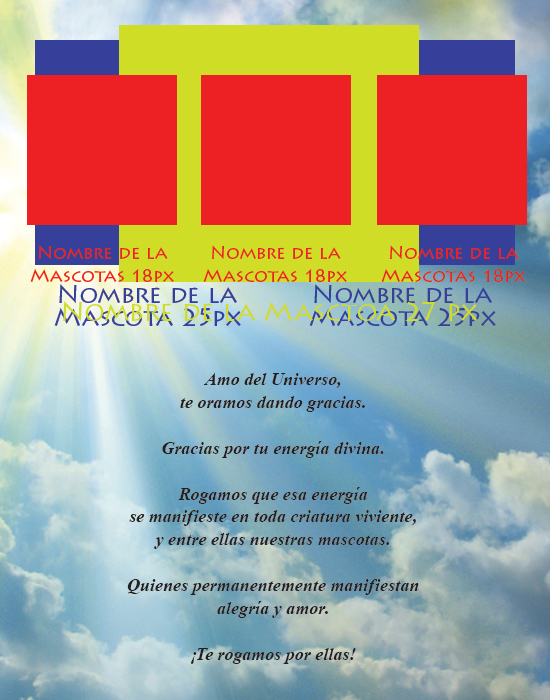 Nombre de la
Mascotas 18px
Nombre de la
Mascotas 18px
Nombre de la
Mascotas 18px
Nombre de la
Mascota 25px
Nombre de la
Mascota 25px
Nombre de la Mascloa 27 px
Amo del Universo,
te oramos dando gracias.
Gracias por tu energía divina.
Rogamos que esa energía
se manifieste en toda criatura viviente,
y entre ellas nuestras mascotas.
Quienes permanentemente manifiestan
alegría y amor.
¡Te rogamos por ellas!